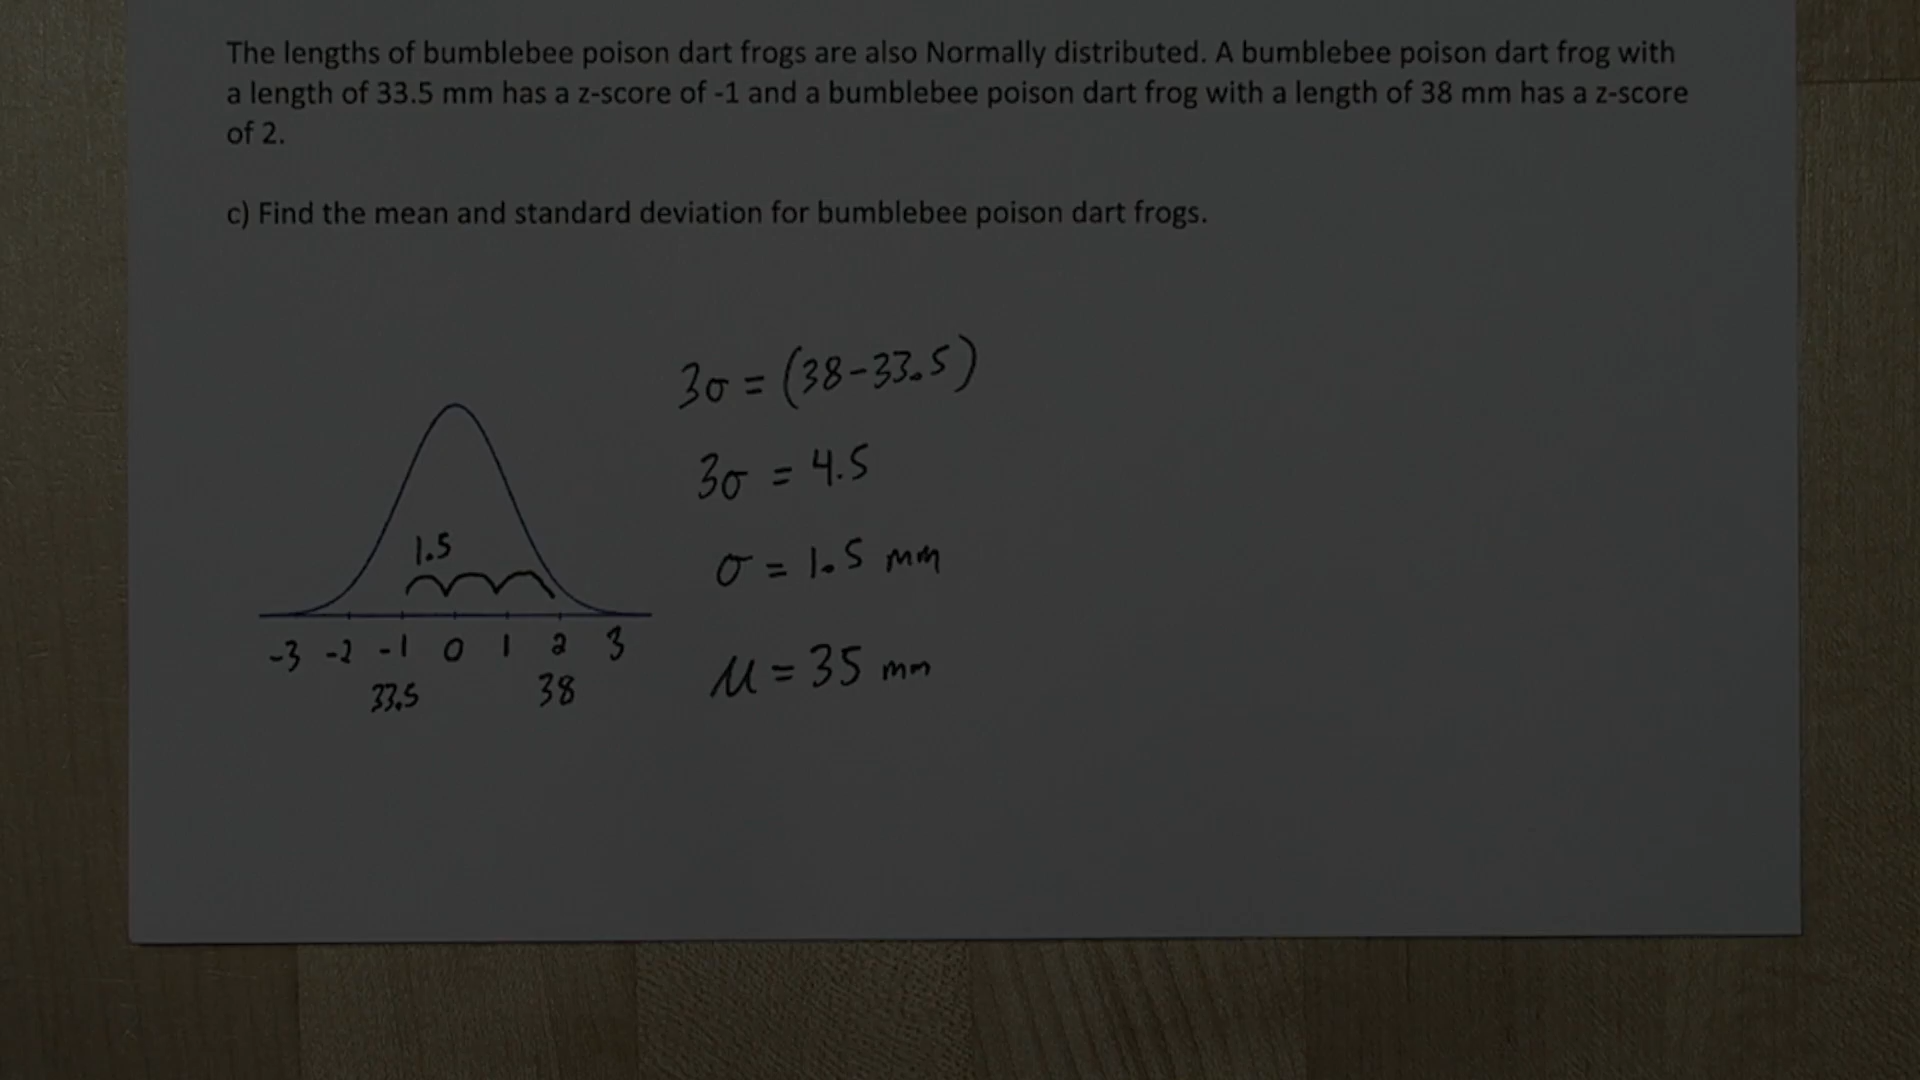 The lengths of bumblebee poison dart frogs are also Normally distributed. A bumblebee poison dart frog with
a length of 33.5 mm has a z-score of -1 and a bumblebee poison dart frog with a length of 38 mm has a z-score
of 2.
c) Find the mean and standard deviation for bumblebee poison dart frogs.
3σ = (38-33.5)
3σ = 4.5
σ = 1.5 mm
μ = 35 mm
1.5
-3 -2 -1 0 1 2 3
33.5 38